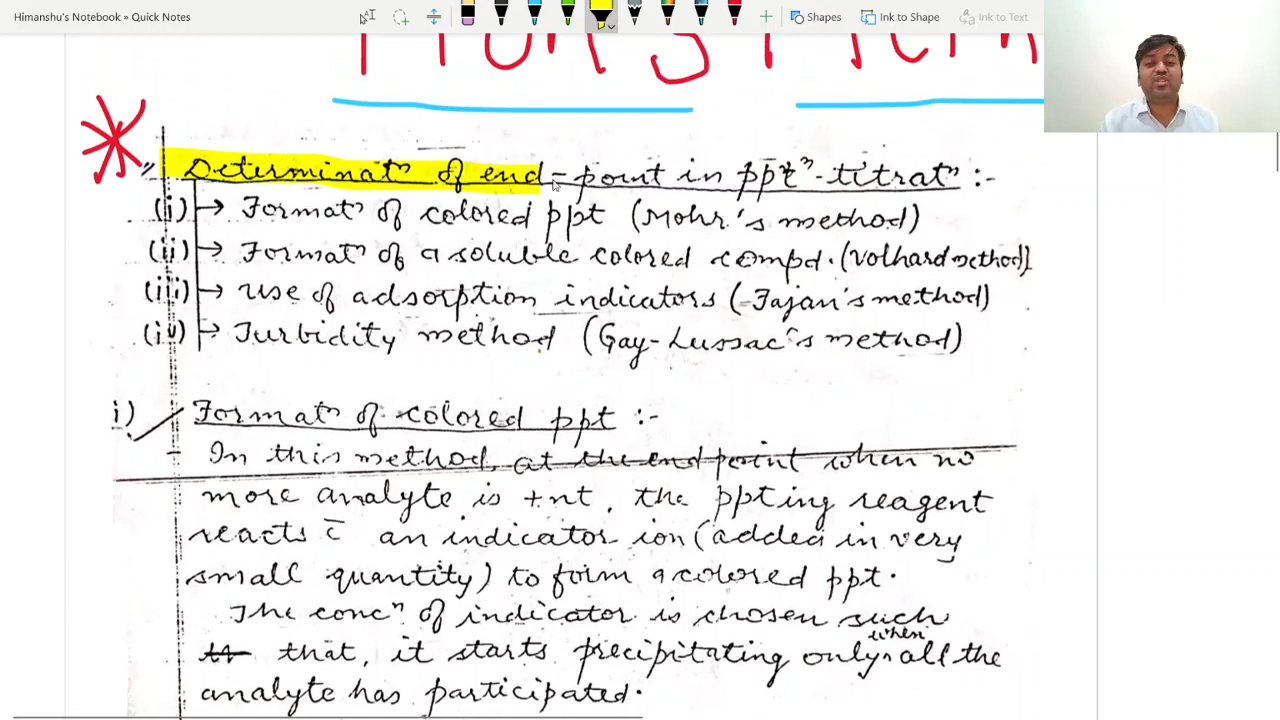 Himanshu's Notebook » Quick Notes
Shapes
Ink to Shape
Ink to Text
Determinatn of end-point in pptn-titratn :-
(i) → Formatn of colored ppt (Mohr's method)
(ii) → Formatn of a soluble colored compd. (Volhard method)
(iii) → Use of adsorption indicators (-Fajan's method)
(iv) → Turbidity method (Gay-Lussac's method)
i) Formatn of colored ppt :-
In this method, at the end point when no
more analyte is +nt, the ppting reagent
reacts c̄ an indicator ion (added in very
small quantity) to form a colored ppt.
The concn of indicator is chosen such
that, it starts precipitating only when all the
analyte has participated.